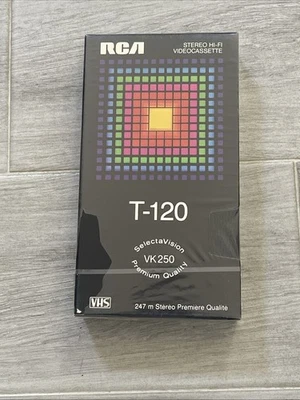 RCA
STEREO HI-FI
VIDEOCASSETTE
T-120
SelectaVision
VK250
Premium Quality
VHS
247 m Stereo Premiere Qualite